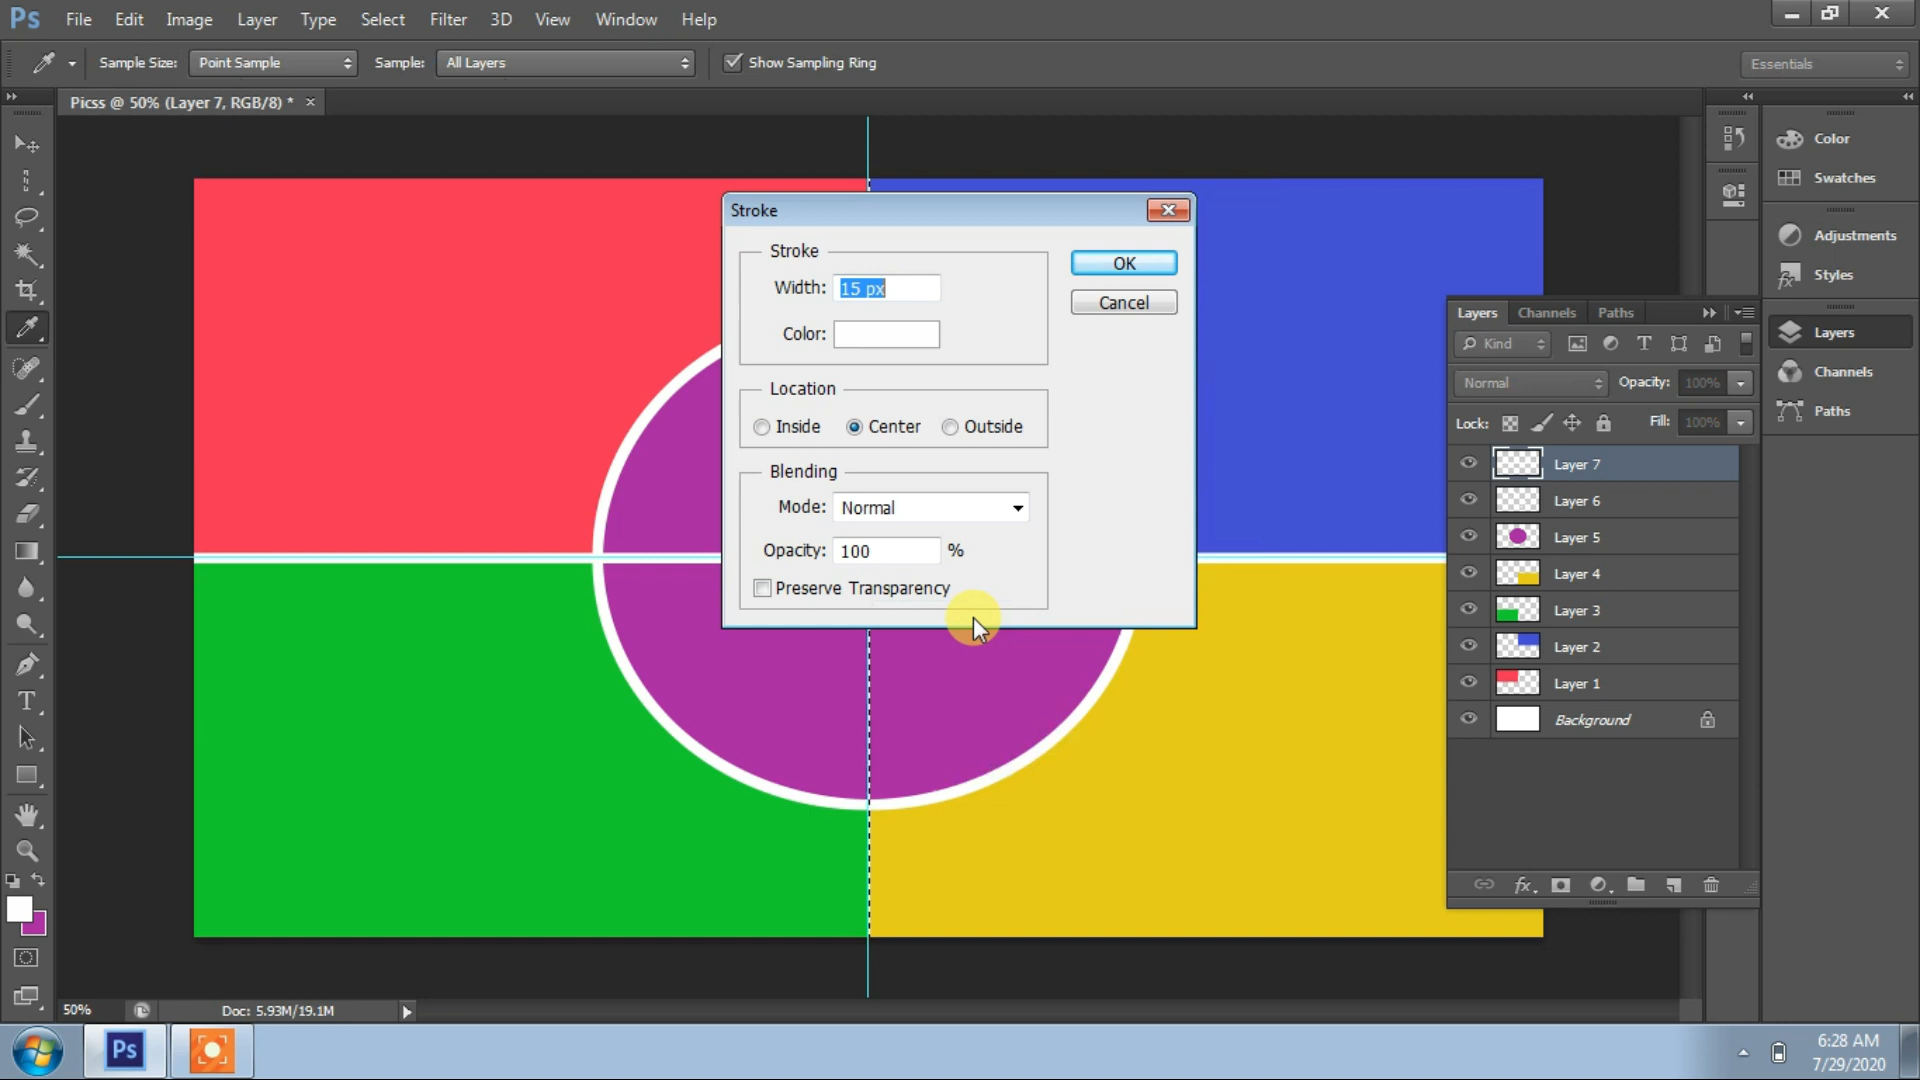 Ps File Edit Image Layer Type Select Filter 3D View Window Help
Sample Size: Point Sample Sample: All Layers Show Sampling Ring Essentials
Picss @ 50% (Layer 7, RGB/8) * ×
Stroke
Stroke
Width: 15 px
Color:
OK
Cancel
Location
Inside Center Outside
Blending
Mode: Normal
Opacity: 100 %
Preserve Transparency
Layers Channels Paths
Kind
Normal Opacity: 100%
Lock: Fill: 100%
Layer 7
Layer 6
Layer 5
Layer 4
Layer 3
Layer 2
Layer 1
Background
fx
Color
Swatches
Adjustments
Styles
Layers
Channels
Paths
50% Doc: 5.93M/19.1M
Ps
6:28 AM
7/29/2020